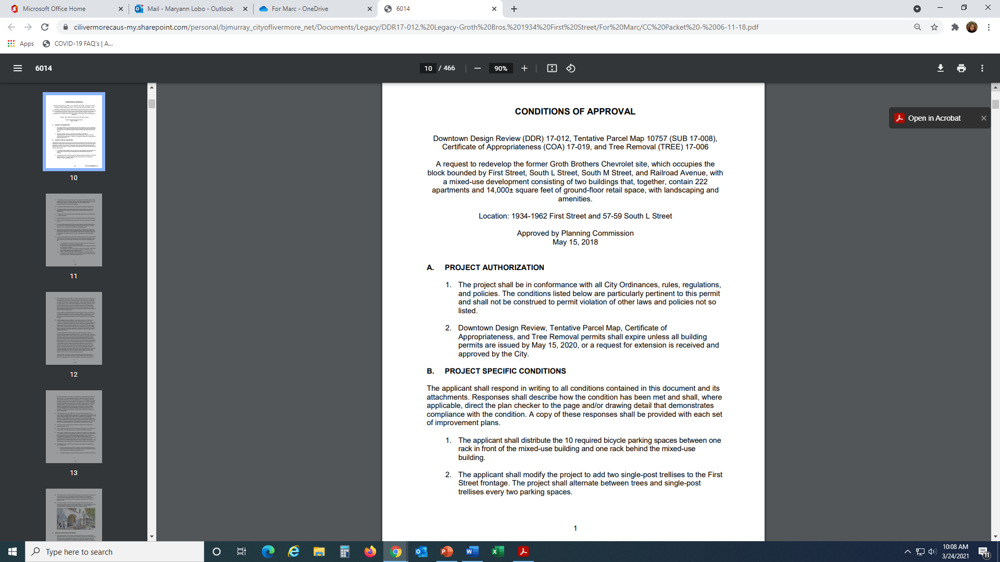 Microsoft Office Home
Mail - Maryann Lobo - Outlook
For Marc - OneDrive
6014
cilivermorecaus-my.sharepoint.com/personal/bjmurray_cityoflivermore_net/Documents/Legacy/DDR17-012,%20Legacy-Groth%20Bros,%201934%20First%20Street/For%20Marc/CC%20Packet%20-%2006-11-18.pdf
Apps
COVID-19 FAQ's | A...
6014
10 / 466
90%
Open in Acrobat
10
11
12
13
CONDITIONS OF APPROVAL
Downtown Design Review (DDR) 17-012, Tentative Parcel Map 10757 (SUB 17-008),
Certificate of Appropriateness (COA) 17-019, and Tree Removal (TREE) 17-006
A request to redevelop the former Groth Brothers Chevrolet site, which occupies the
block bounded by First Street, South L Street, South M Street, and Railroad Avenue, with
a mixed-use development consisting of two buildings that, together, contain 222
apartments and 14,000± square feet of ground-floor retail space, with landscaping and
amenities.
Location: 1934-1962 First Street and 57-59 South L Street
Approved by Planning Commission
May 15, 2018
A. PROJECT AUTHORIZATION
1. The project shall be in conformance with all City Ordinances, rules, regulations,
and policies. The conditions listed below are particularly pertinent to this permit
and shall not be construed to permit violation of other laws and policies not so
listed.
2. Downtown Design Review, Tentative Parcel Map, Certificate of
Appropriateness, and Tree Removal permits shall expire unless all building
permits are issued by May 15, 2020, or a request for extension is received and
approved by the City.
B. PROJECT SPECIFIC CONDITIONS
The applicant shall respond in writing to all conditions contained in this document and its
attachments. Responses shall describe how the condition has been met and shall, where
applicable, direct the plan checker to the page and/or drawing detail that demonstrates
compliance with the condition. A copy of these responses shall be provided with each set
of improvement plans.
1. The applicant shall distribute the 10 required bicycle parking spaces between one
rack in front of the mixed-use building and one rack behind the mixed-use
building.
2. The applicant shall modify the project to add two single-post trellises to the First
Street frontage. The project shall alternate between trees and single-post
trellises every two parking spaces.
1
Type here to search
10:08 AM
3/24/2021
11